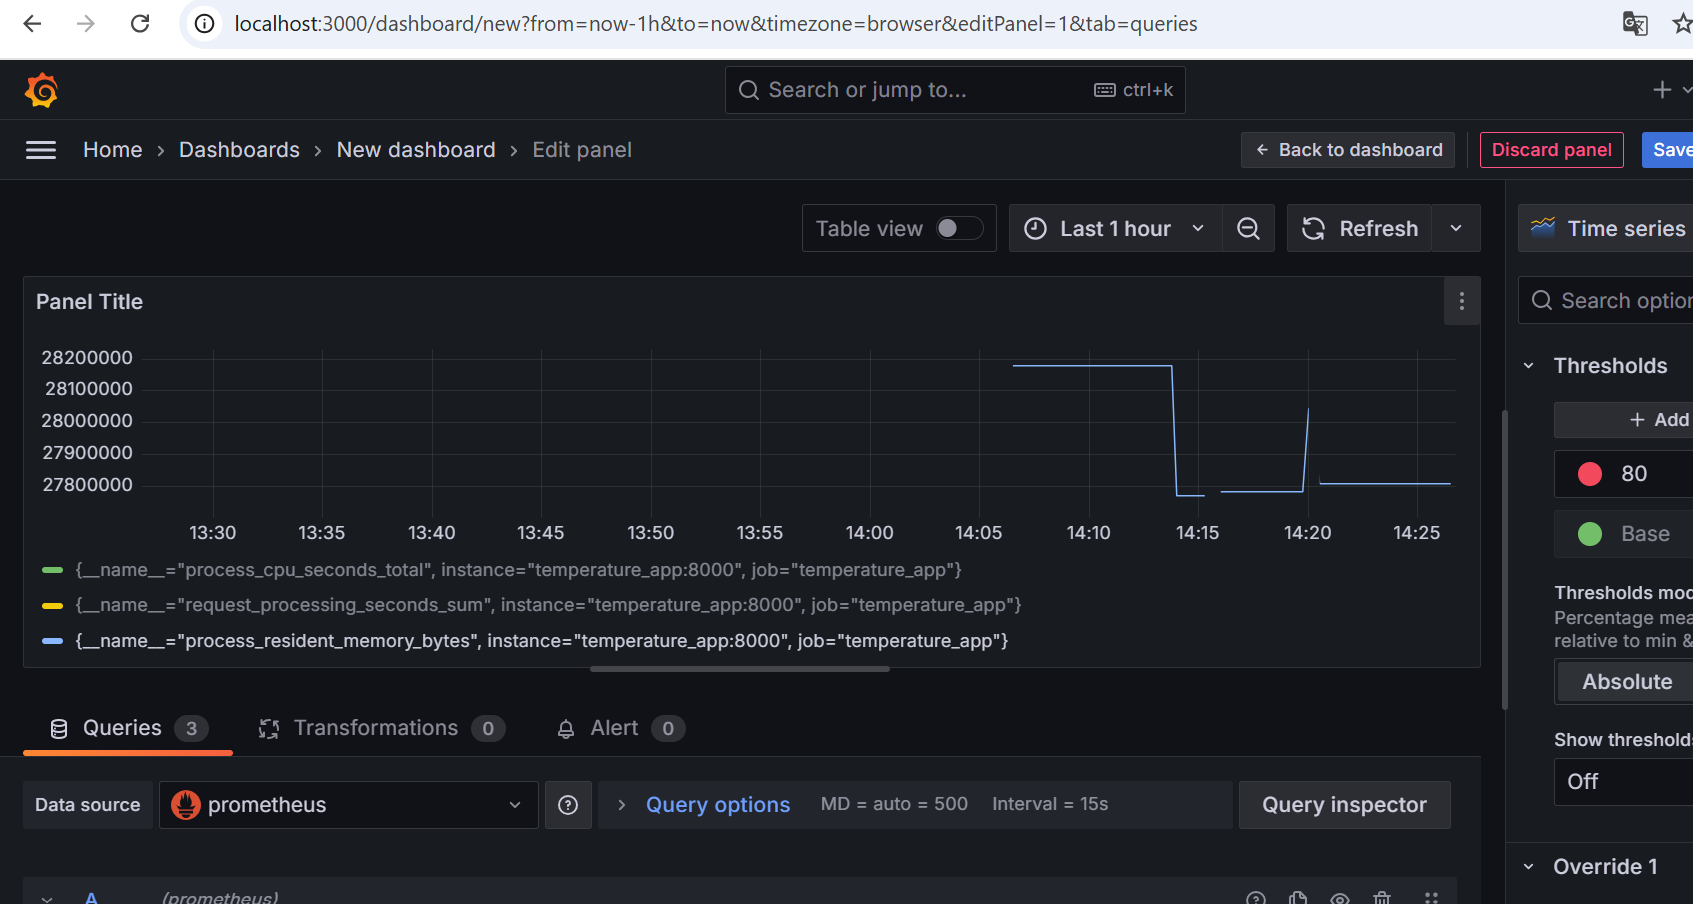 localhost:3000/dashboard/new?from=now-1h&to=now&timezone=browser&editPanel=1&tab=queries
Search or jump to... ctrl+k
Home › Dashboards › New dashboard › Edit panel
← Back to dashboard
Discard panel
Save
Table view
Last 1 hour
Refresh
Time series
Panel Title
28200000
28100000
28000000
27900000
27800000
13:30 13:35 13:40 13:45 13:50 13:55 14:00 14:05 14:10 14:15 14:20 14:25
{__name__="process_cpu_seconds_total", instance="temperature_app:8000", job="temperature_app"}
{__name__="request_processing_seconds_sum", instance="temperature_app:8000", job="temperature_app"}
{__name__="process_resident_memory_bytes", instance="temperature_app:8000", job="temperature_app"}
Queries 3 Transformations 0 Alert 0
Data source prometheus Query options MD = auto = 500 Interval = 15s Query inspector
A (prometheus)
Search option
Thresholds
+ Add
80
Base
Thresholds mod
Percentage mea
relative to min &
Absolute
Show thresholds
Off
Override 1